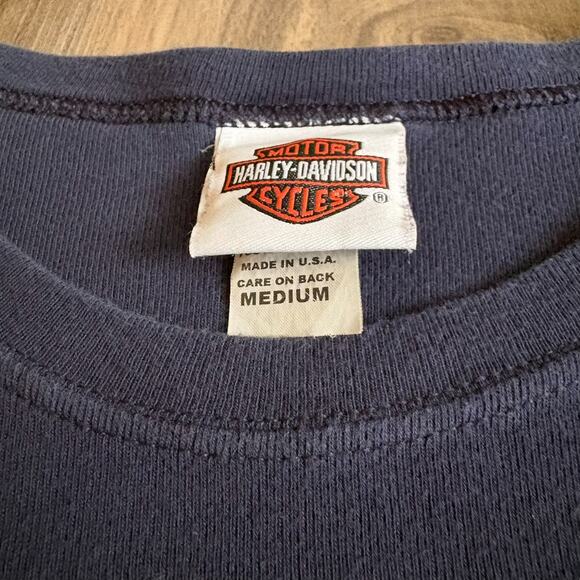 MOTOR
HARLEY-DAVIDSON
CYCLES ®
MADE IN U.S.A.
CARE ON BACK
MEDIUM